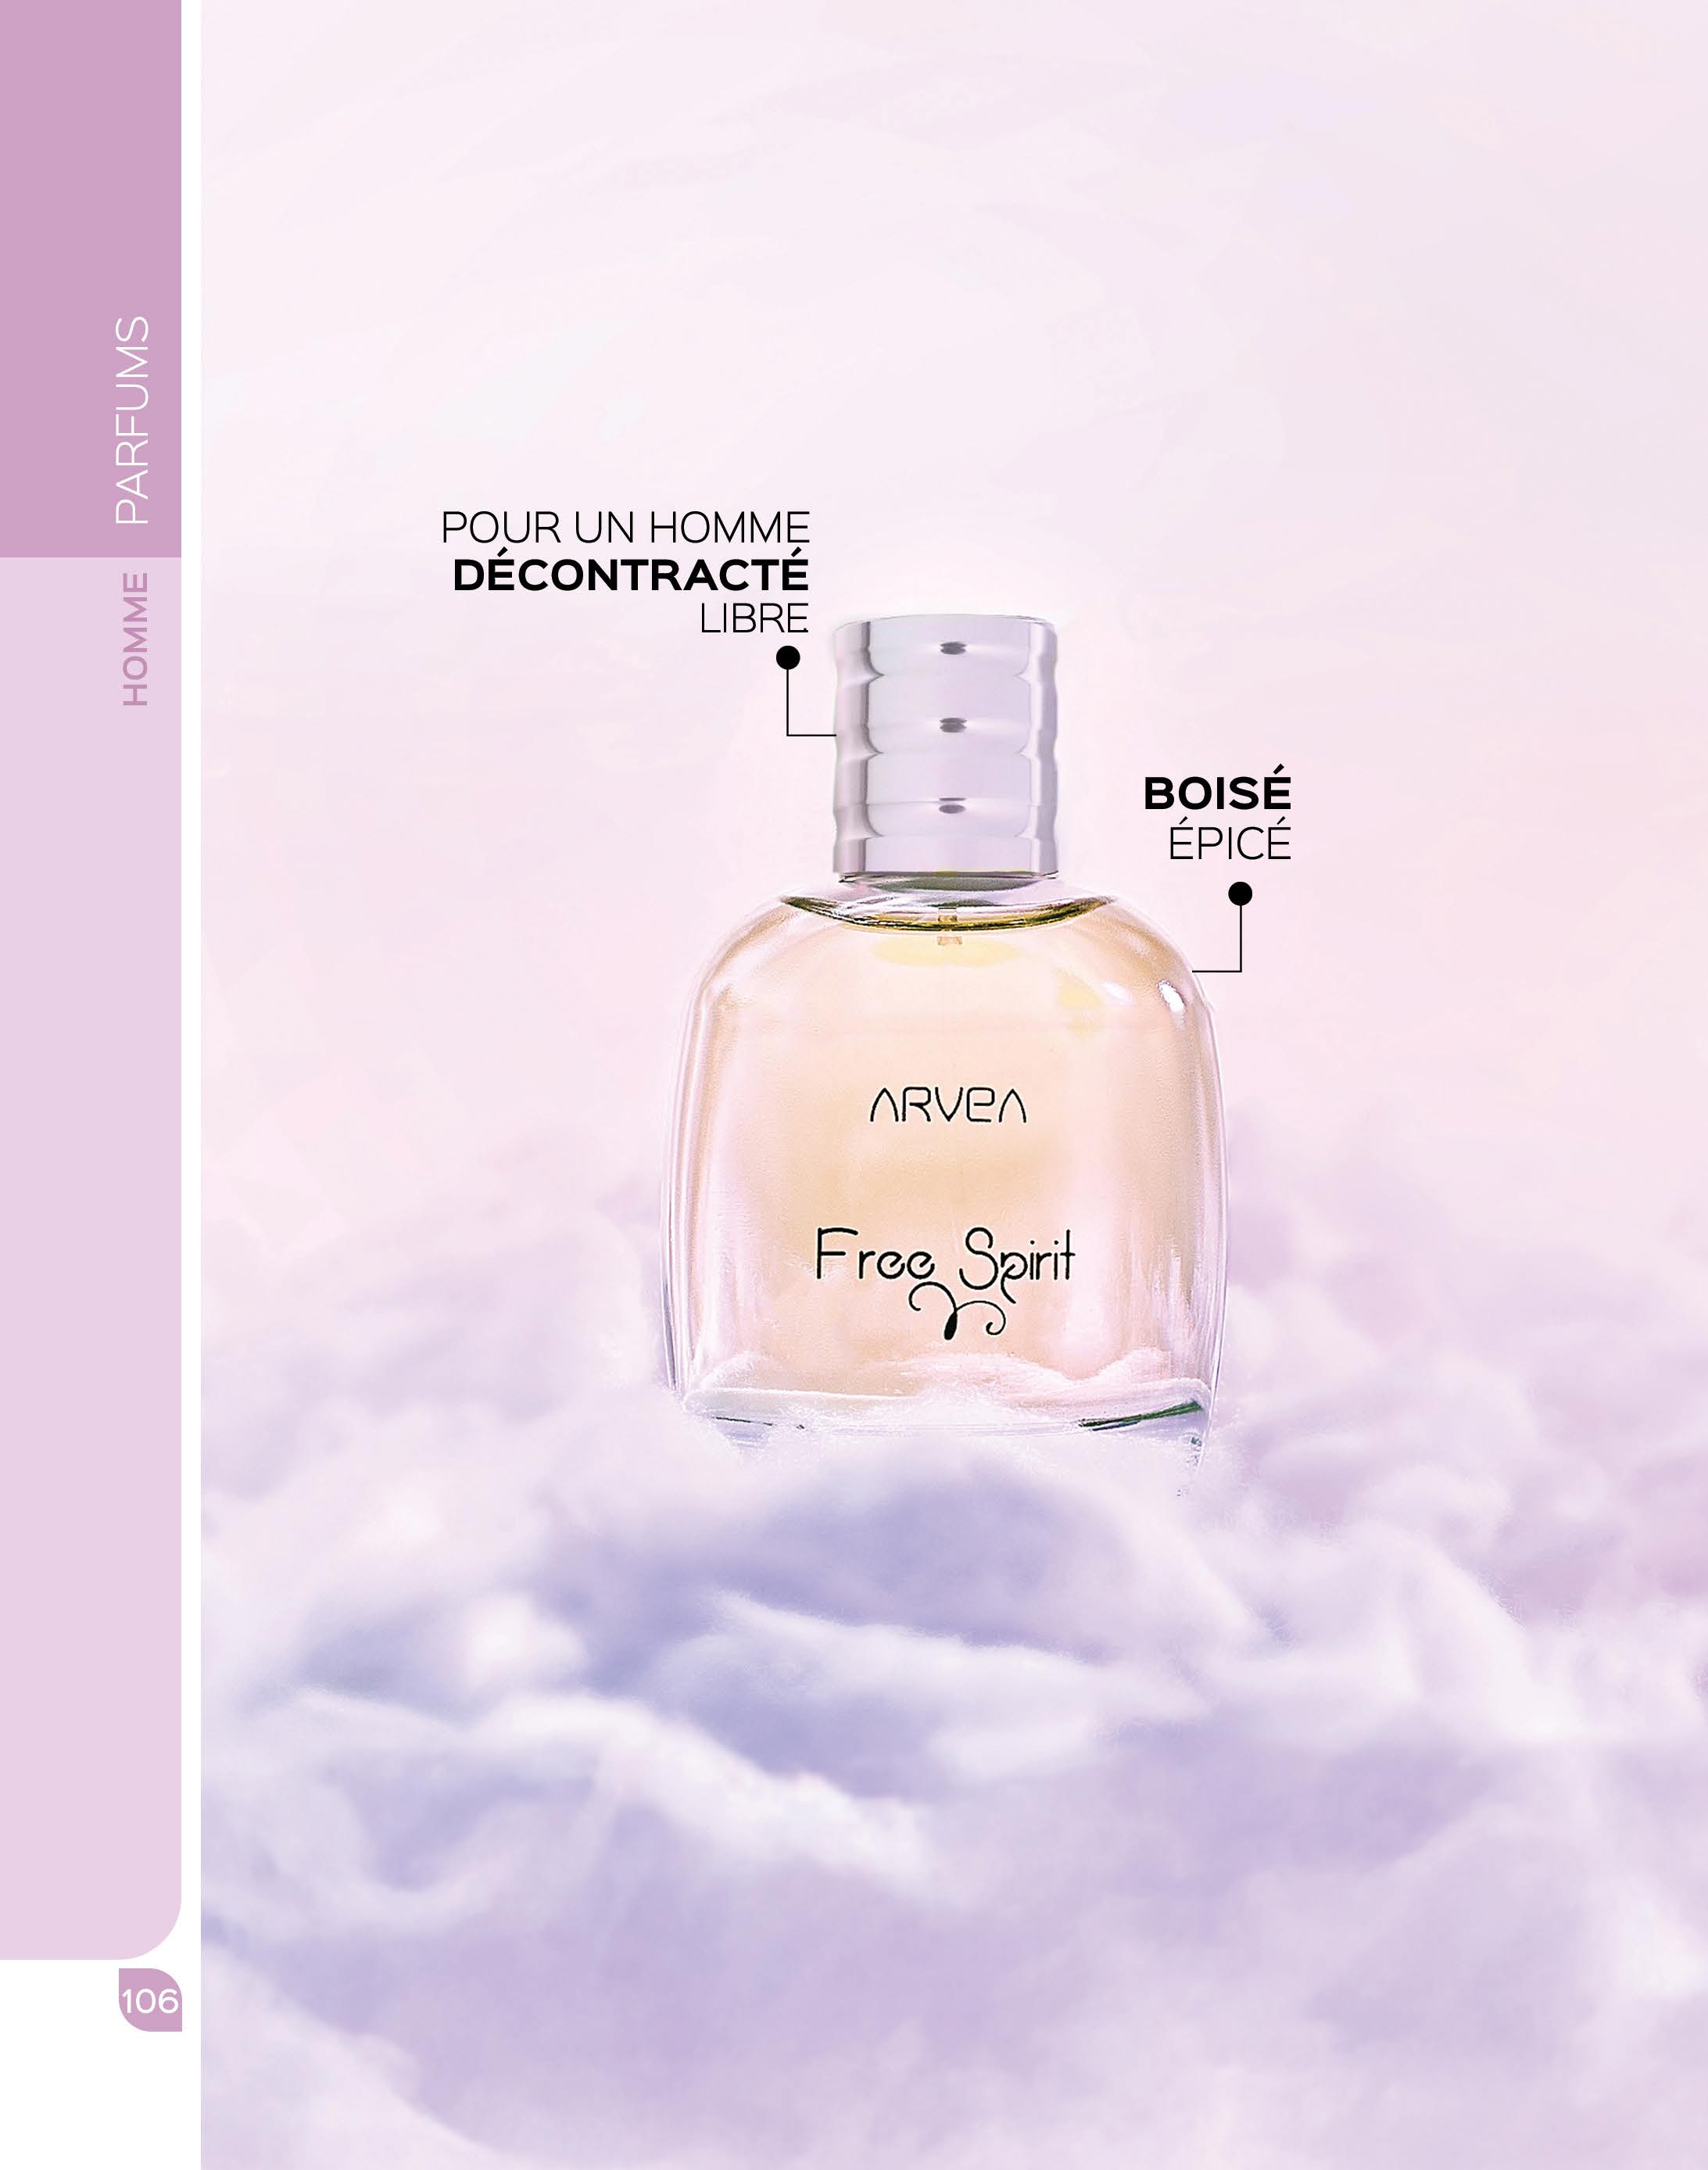 PARFUMS
HOMME
POUR UN HOMME
DÉCONTRACTÉ
LIBRE
BOISÉ
ÉPICÉ
ARVEA
Free Spirit
106